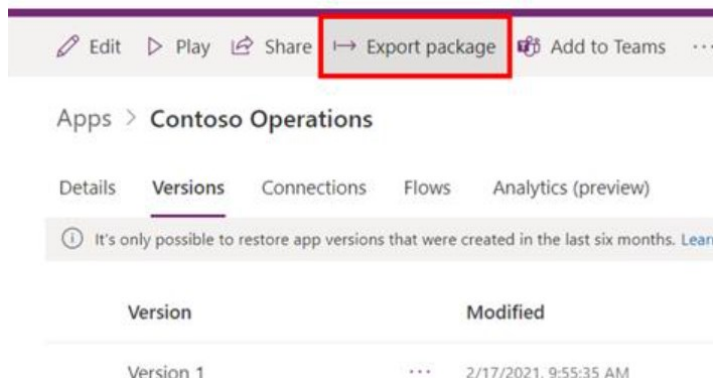 Edit Play Share Export package Add to Teams ...
Apps > Contoso Operations
Details Versions Connections Flows Analytics (preview)
It's only possible to restore app versions that were created in the last six months. Lear
Version Modified
Version 1 ... 2/17/2021, 9:55:35 AM